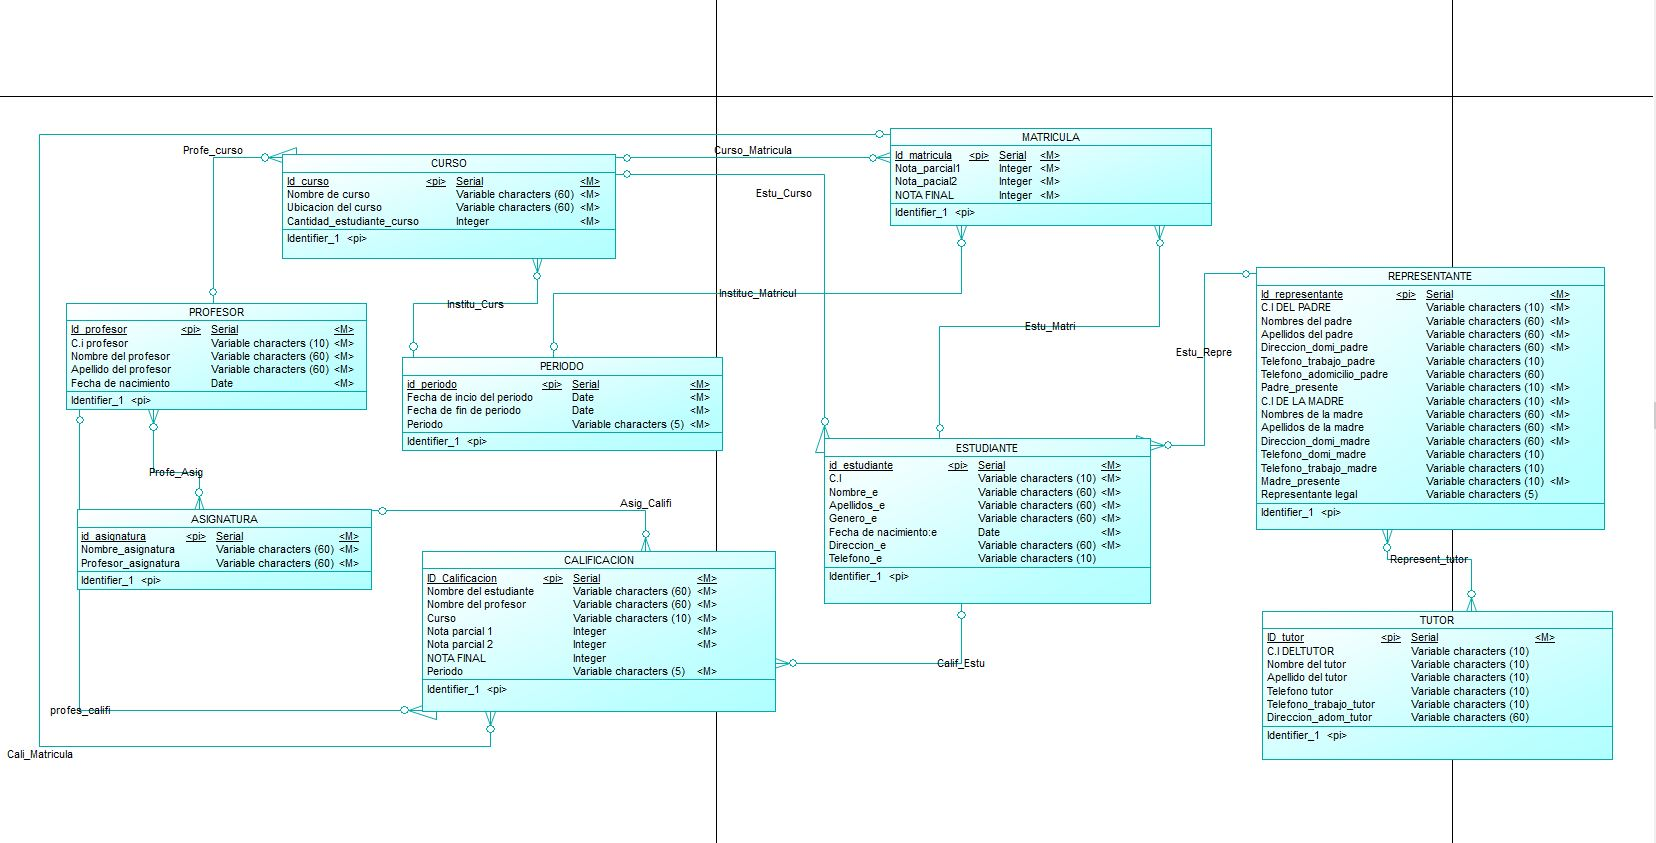 MATRICULA
Id_matricula <pi> Serial <M>
Nota_parcial1 Integer <M>
Nota_pacial2 Integer <M>
NOTA FINAL Integer <M>
Identifier_1 <pi>
Profe_curso
Curso_Matricula
CURSO
Id_curso <pi> Serial <M>
Nombre de curso Variable characters (60) <M>
Ubicacion del curso Variable characters (60) <M>
Cantidad_estudiante_curso Integer <M>
Identifier_1 <pi>
Estu_Curso
Institu_Curs
Instituc_Matricul
Estu_Matri
Estu_Repre
REPRESENTANTE
Id_representante <pi> Serial <M>
C.I DEL PADRE Variable characters (10) <M>
Nombres del padre Variable characters (60) <M>
Apellidos del padre Variable characters (60) <M>
Direccion_domi_padre Variable characters (60) <M>
Telefono_trabajo_padre Variable characters (10)
Telefono_adomicilio_padre Variable characters (60)
Padre_presente Variable characters (10) <M>
C.I DE LA MADRE Variable characters (10) <M>
Nombres de la madre Variable characters (60) <M>
Apellidos de la madre Variable characters (60) <M>
Direccion_domi_madre Variable characters (60) <M>
Telefono_domi_madre Variable characters (10)
Telefono_trabajo_madre Variable characters (10)
Madre_presente Variable characters (10) <M>
Representante legal Variable characters (5)
Identifier_1 <pi>
PROFESOR
Id_profesor <pi> Serial <M>
C.i profesor Variable characters (10) <M>
Nombre del profesor Variable characters (60) <M>
Apellido del profesor Variable characters (60) <M>
Fecha de nacimiento Date <M>
Identifier_1 <pi>
PERIODO
id_periodo <pi> Serial <M>
Fecha de incio del periodo Date <M>
Fecha de fin de periodo Date <M>
Periodo Variable characters (5) <M>
Identifier_1 <pi>
ESTUDIANTE
id_estudiante <pi> Serial <M>
C.I Variable characters (10) <M>
Nombre_e Variable characters (60) <M>
Apellidos_e Variable characters (60) <M>
Genero_e Variable characters (60) <M>
Fecha de nacimiento:e Date <M>
Direccion_e Variable characters (60) <M>
Telefono_e Variable characters (10)
Identifier_1 <pi>
Profe_Asig
Asig_Califi
ASIGNATURA
id_asignatura <pi> Serial <M>
Nombre_asignatura Variable characters (60) <M>
Profesor_asignatura Variable characters (60) <M>
Identifier_1 <pi>
CALIFICACION
ID_Calificacion <pi> Serial <M>
Nombre del estudiante Variable characters (60) <M>
Nombre del profesor Variable characters (60) <M>
Curso Variable characters (10) <M>
Nota parcial 1 Integer <M>
Nota parcial 2 Integer <M>
NOTA FINAL Integer
Periodo Variable characters (5) <M>
Identifier_1 <pi>
Represent_tutor
TUTOR
ID_tutor <pi> Serial <M>
C.I DELTUTOR Variable characters (10)
Nombre del tutor Variable characters (10)
Apellido del tutor Variable characters (10)
Telefono tutor Variable characters (10)
Telefono_trabajo_tutor Variable characters (10)
Direccion_adom_tutor Variable characters (60)
Identifier_1 <pi>
Calif_Estu
profes_califi
Cali_Matricula